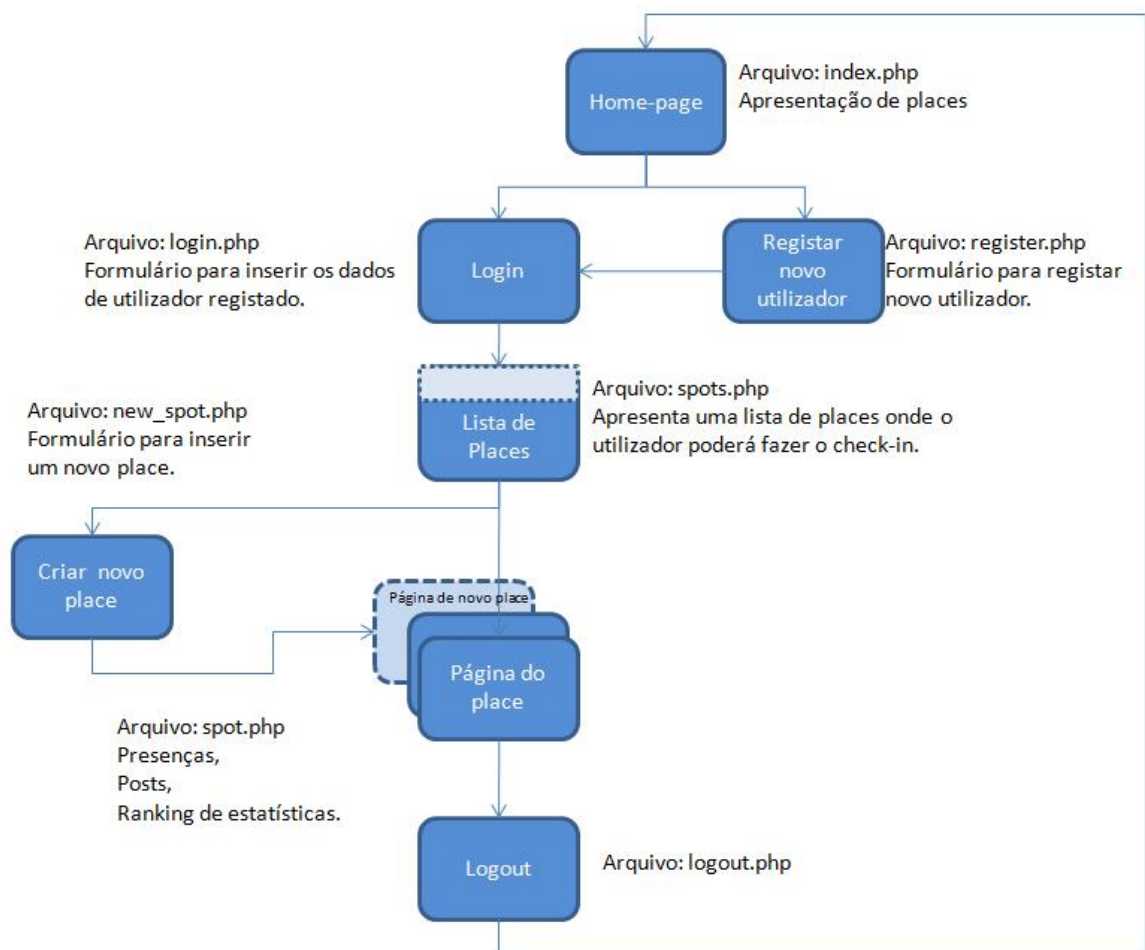 Home-page
Arquivo: index.php
Apresentação de places
Arquivo: login.php
Formulário para inserir os dados
de utilizador registado.
Login
Registar
novo
utilizador
Arquivo: register.php
Formulário para registar
novo utilizador.
Lista de
Places
Arquivo: spots.php
Apresenta uma lista de places onde o
utilizador poderá fazer o check-in.
Arquivo: new_spot.php
Formulário para inserir
um novo place.
Criar novo
place
Página de novo place
Página do
place
Arquivo: spot.php
Presenças,
Posts,
Ranking de estatísticas.
Logout
Arquivo: logout.php